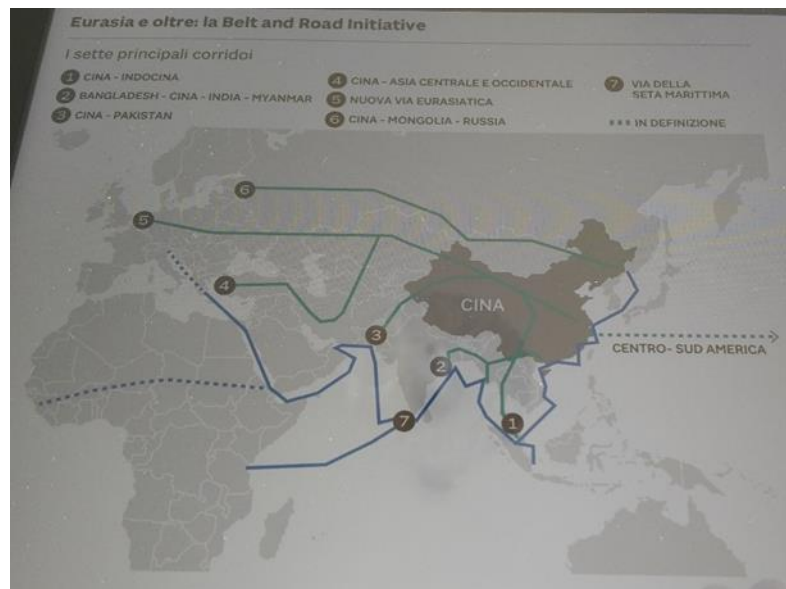 Eurasia e oltre: la Belt and Road Initiative
I sette principali corridoi
1 CINA - INDOCINA
2 BANGLADESH - CINA - INDIA - MYANMAR
3 CINA - PAKISTAN
4 CINA - ASIA CENTRALE E OCCIDENTALE
5 NUOVA VIA EURASIATICA
6 CINA - MONGOLIA - RUSSIA
7 VIA DELLA
SETA MARITTIMA
IN DEFINIZIONE
6
5
4
CINA
3
CENTRO- SUD AMERICA
2
7
1